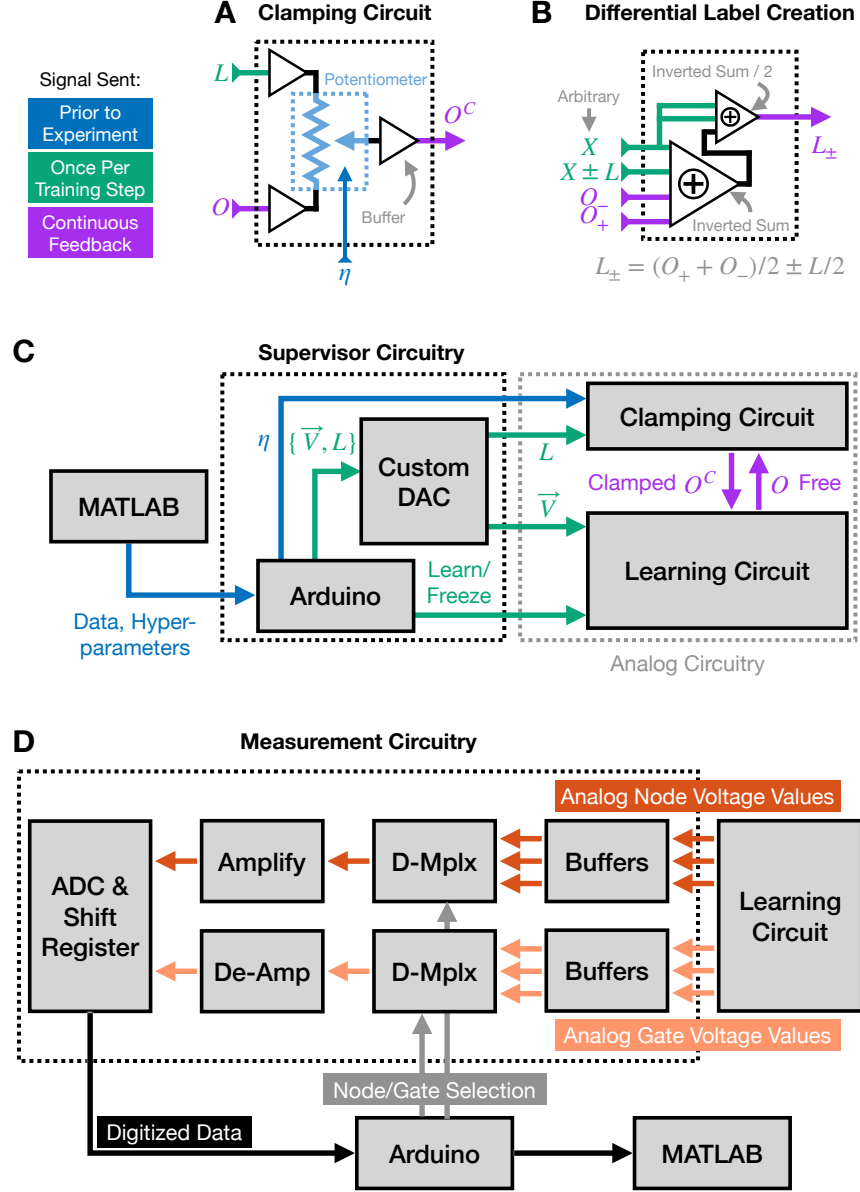 A Clamping Circuit
Signal Sent:
Prior to
Experiment
Once Per
Training Step
Continuous
Feedback
L
Potentiometer
O^C
O
Buffer
η
B Differential Label Creation
Inverted Sum / 2
Arbitrary
X
X ± L
O_−
O_+
L_±
Inverted Sum
L_± = (O_+ + O_−)/2 ± L/2
C
Supervisor Circuitry
MATLAB
Data, Hyper-
parameters
η
{V⃗, L}
Custom
DAC
Arduino
Learn/
Freeze
L
V⃗
Clamping Circuit
Clamped O^C O Free
Learning Circuit
Analog Circuitry
D
Measurement Circuitry
Analog Node Voltage Values
ADC &
Shift
Register
Amplify
D-Mplx
Buffers
Learning
Circuit
De-Amp
D-Mplx
Buffers
Analog Gate Voltage Values
Node/Gate Selection
Digitized Data
Arduino
MATLAB